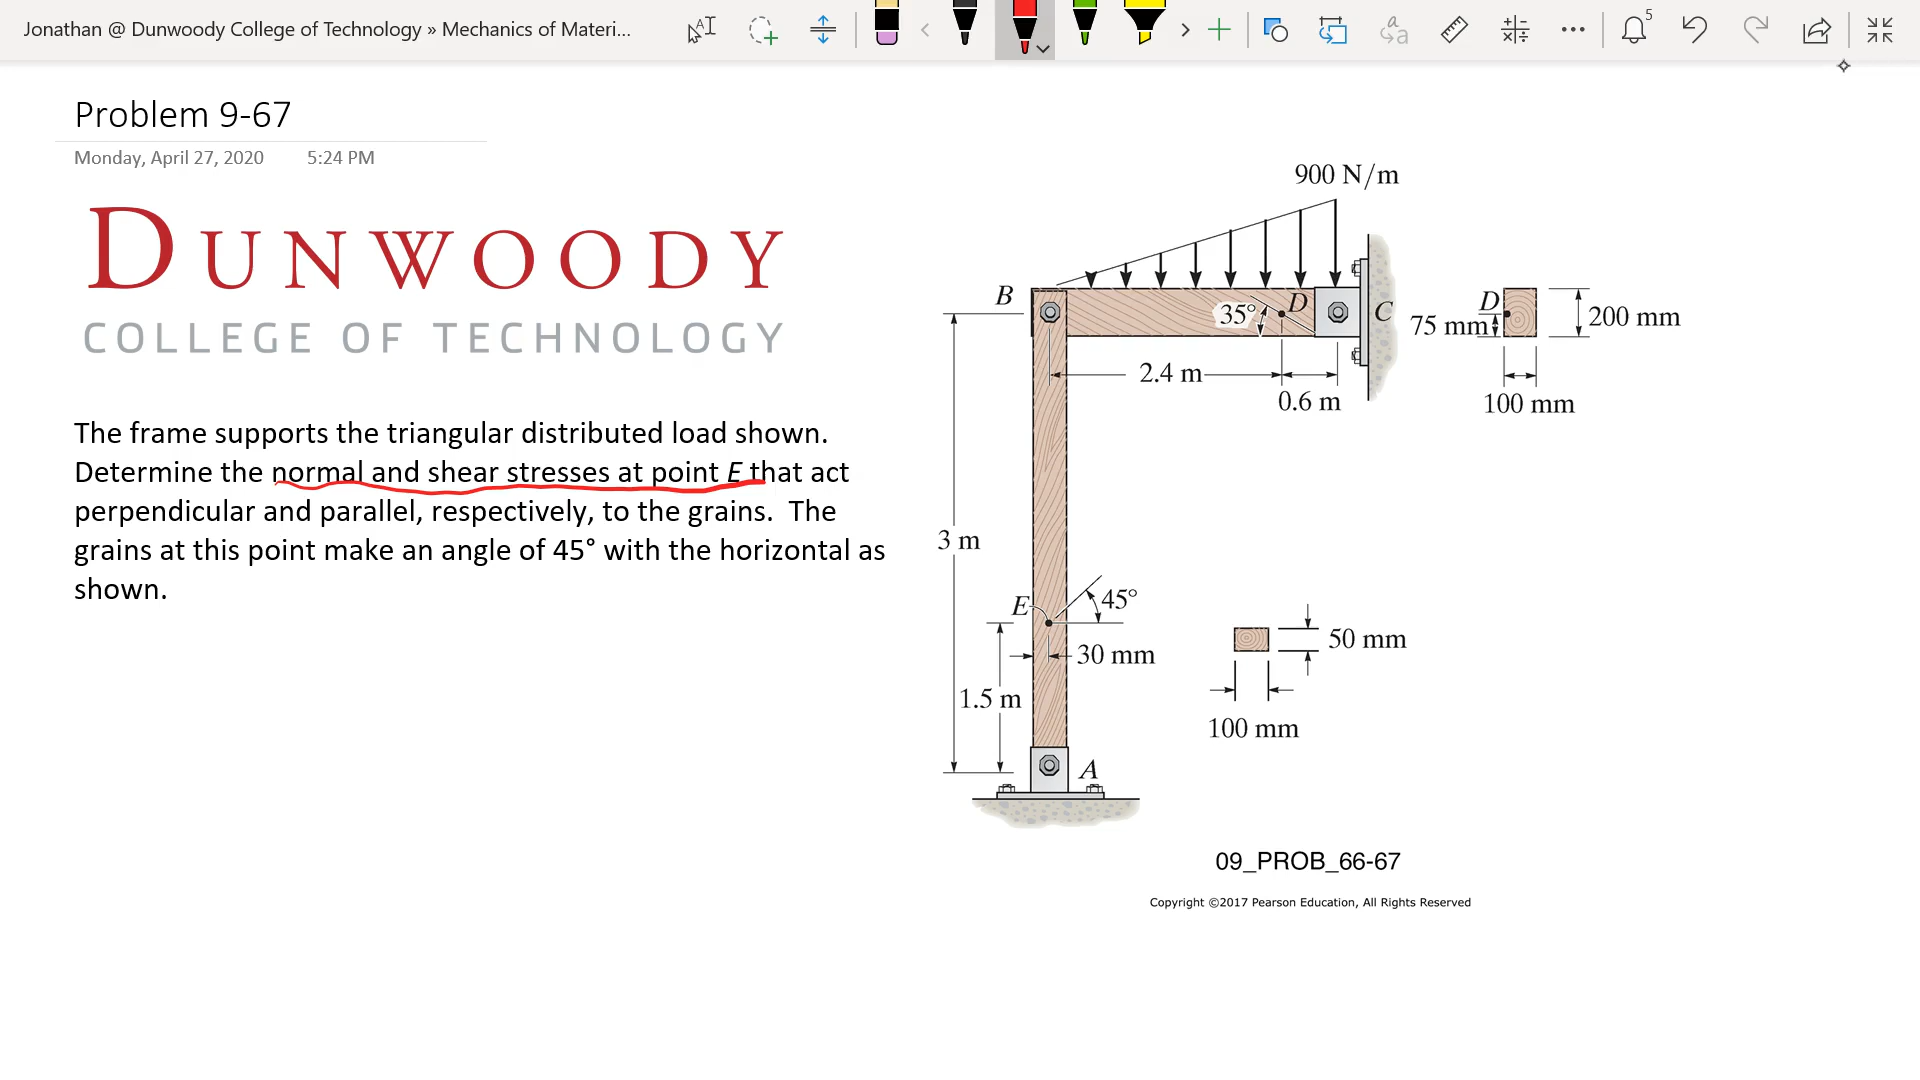 Jonathan @ Dunwoody College of Technology » Mechanics of Materi...
5
Problem 9-67
Monday, April 27, 2020 5:24 PM
DUNWOODY
COLLEGE OF TECHNOLOGY
The frame supports the triangular distributed load shown.
Determine the normal and shear stresses at point E that act
perpendicular and parallel, respectively, to the grains. The
grains at this point make an angle of 45° with the horizontal as
shown.
900 N/m
B
35°
D
C
D
75 mm
200 mm
2.4 m
0.6 m
100 mm
3 m
E
45°
30 mm
1.5 m
50 mm
100 mm
A
09_PROB_66-67
Copyright ©2017 Pearson Education, All Rights Reserved